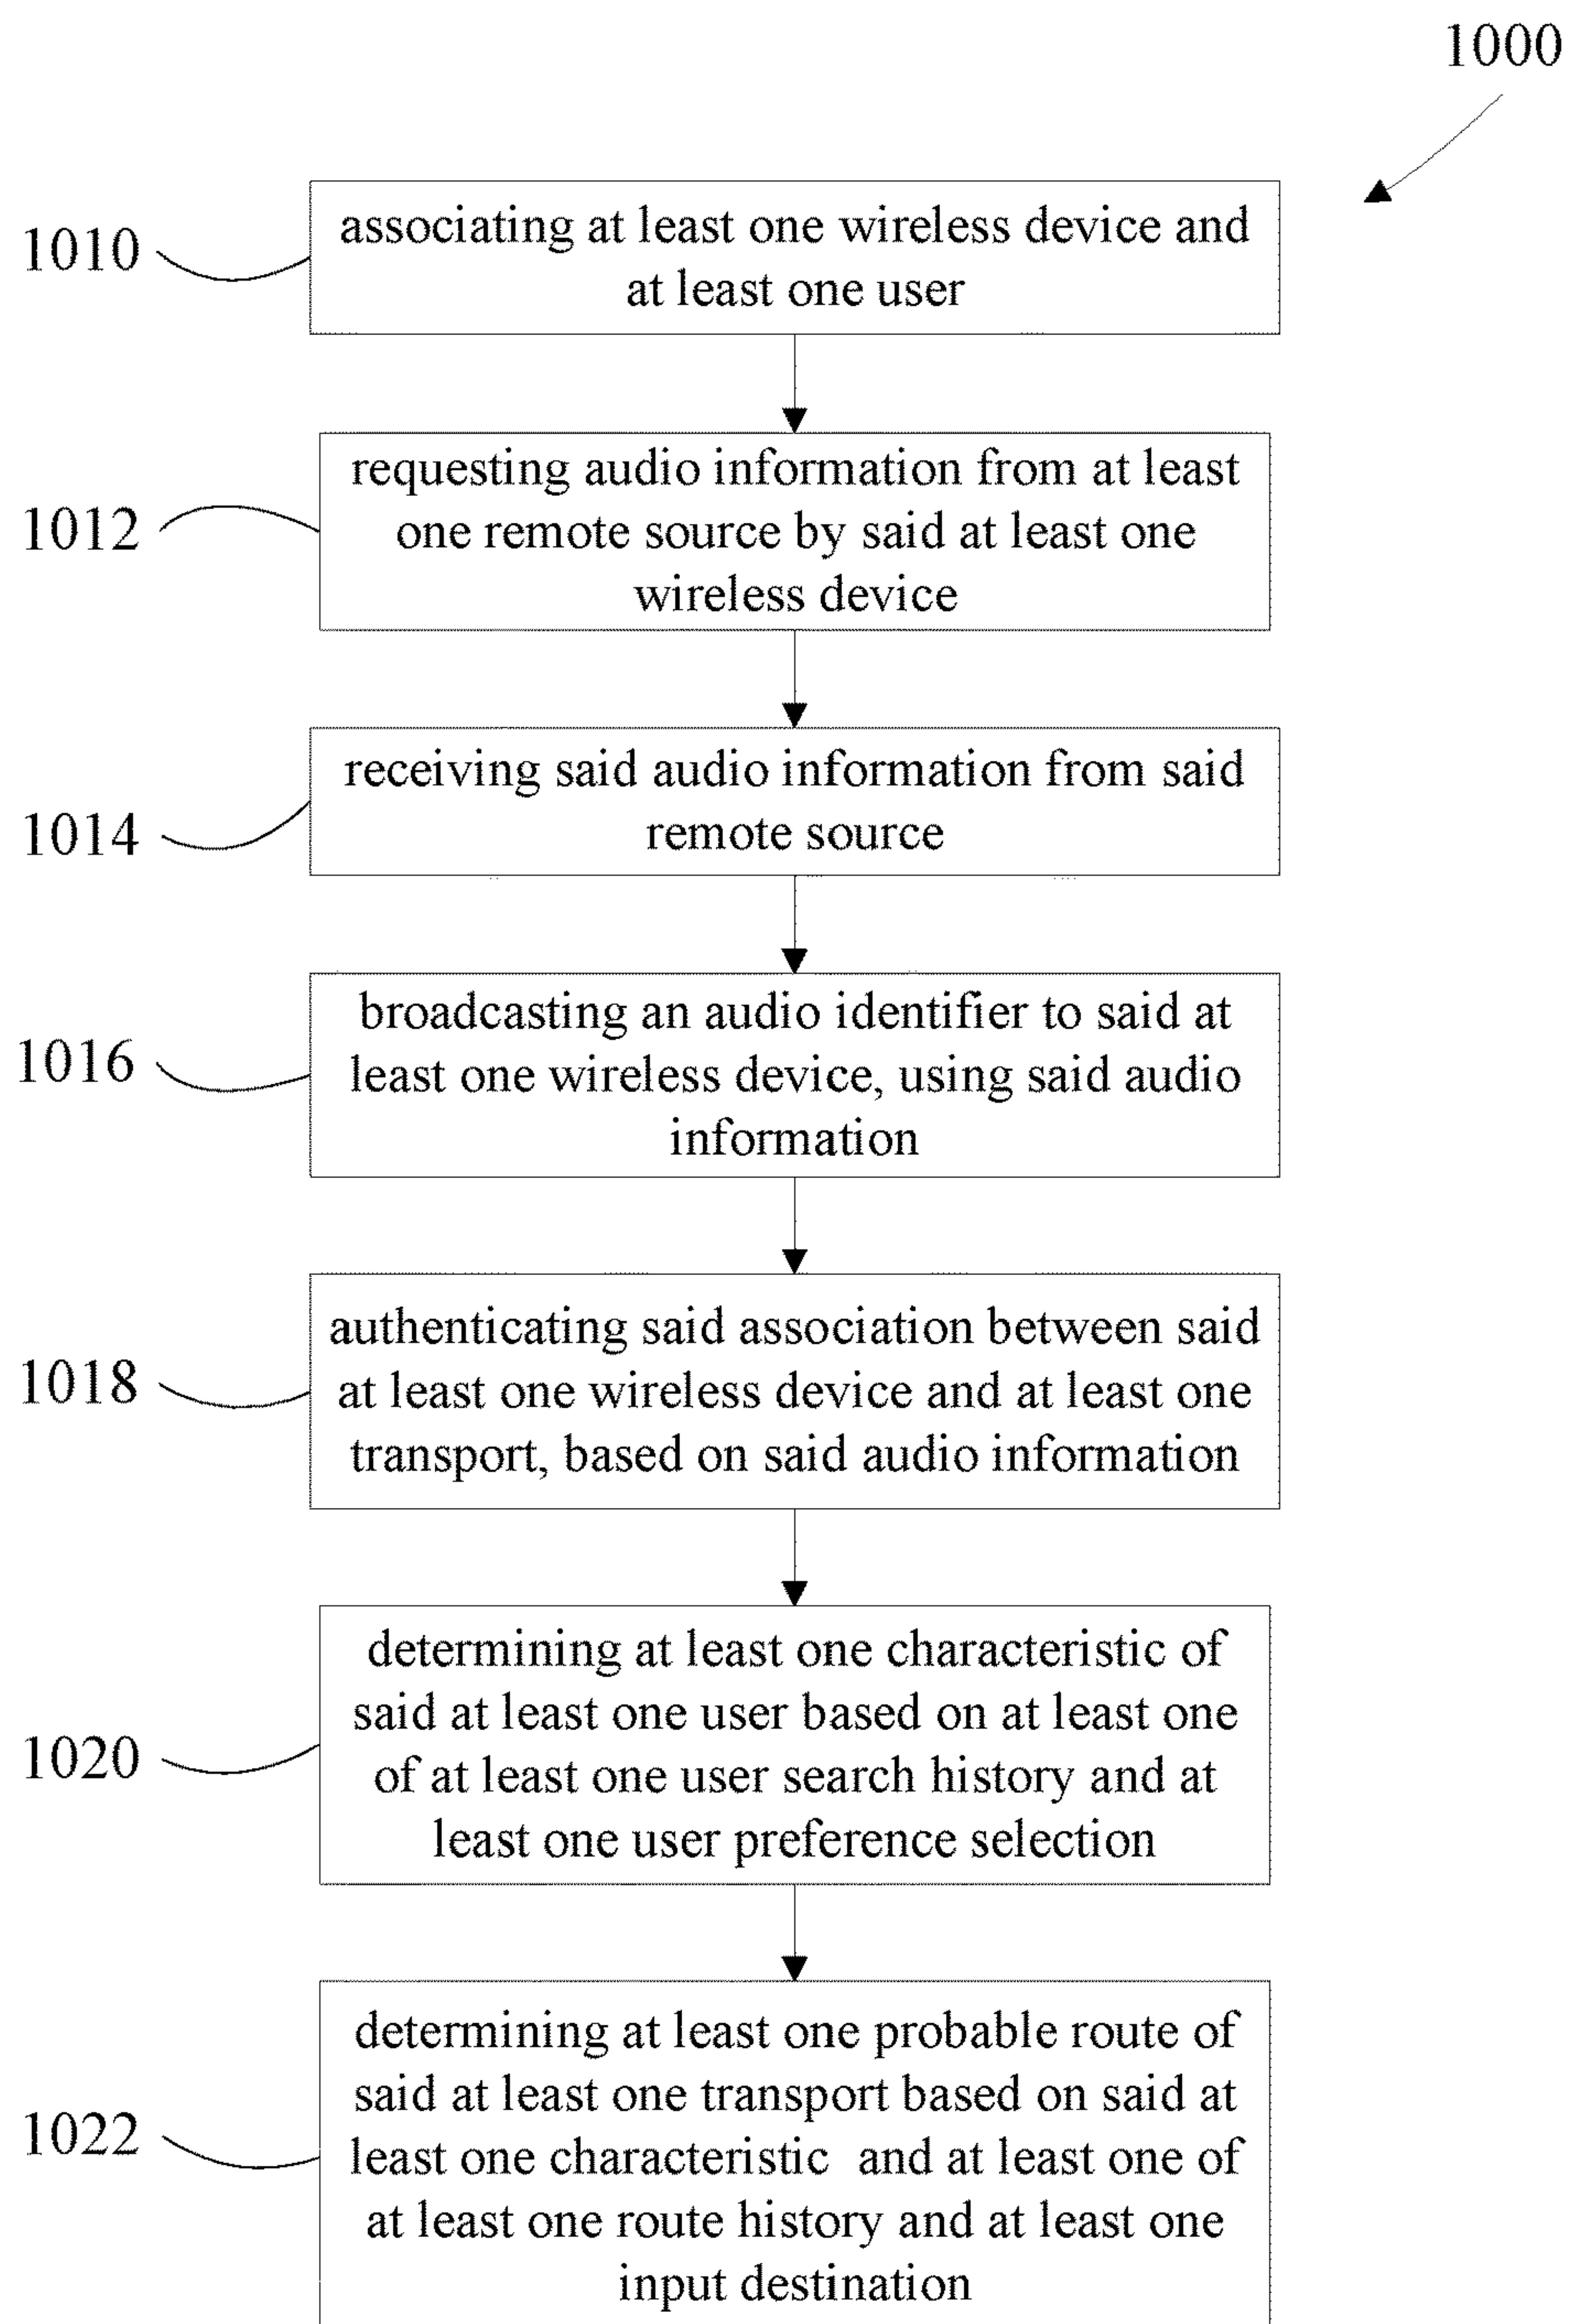 1000
1010
associating at least one wireless device and
at least one user
1012
requesting audio information from at least
one remote source by said at least one
wireless device
1014
receiving said audio information from said
remote source
1016
broadcasting an audio identifier to said at
least one wireless device, using said audio
information
1018
authenticating said association between said
at least one wireless device and at least one
transport, based on said audio information
1020
determining at least one characteristic of
said at least one user based on at least one
of at least one user search history and at
least one user preference selection
1022
determining at least one probable route of
said at least one transport based on said at
least one characteristic and at least one of
at least one route history and at least one
input destination